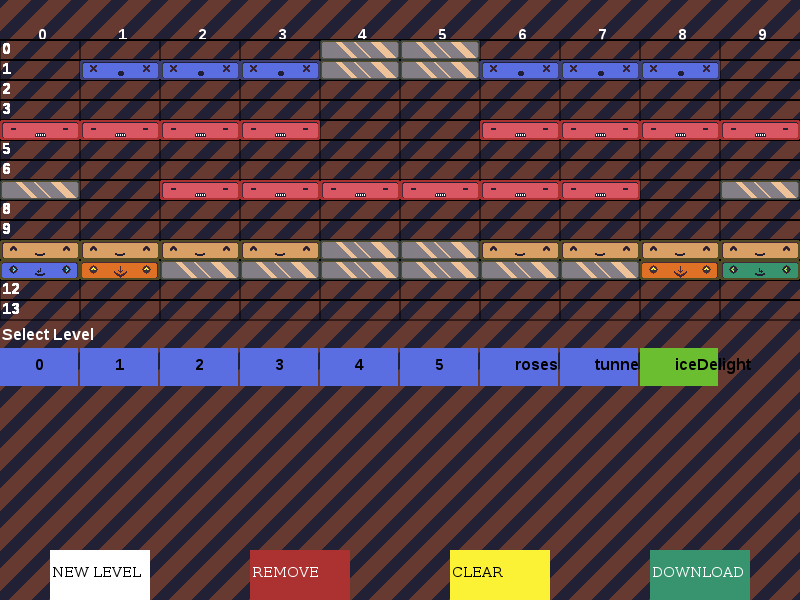 0 1 2 3 4 5 6 7 8 9
0
1
2
3
5
6
8
9
12
13
Select Level
0 1 2 3 4 5 roses tunne iceDelight
NEW LEVEL REMOVE CLEAR DOWNLOAD